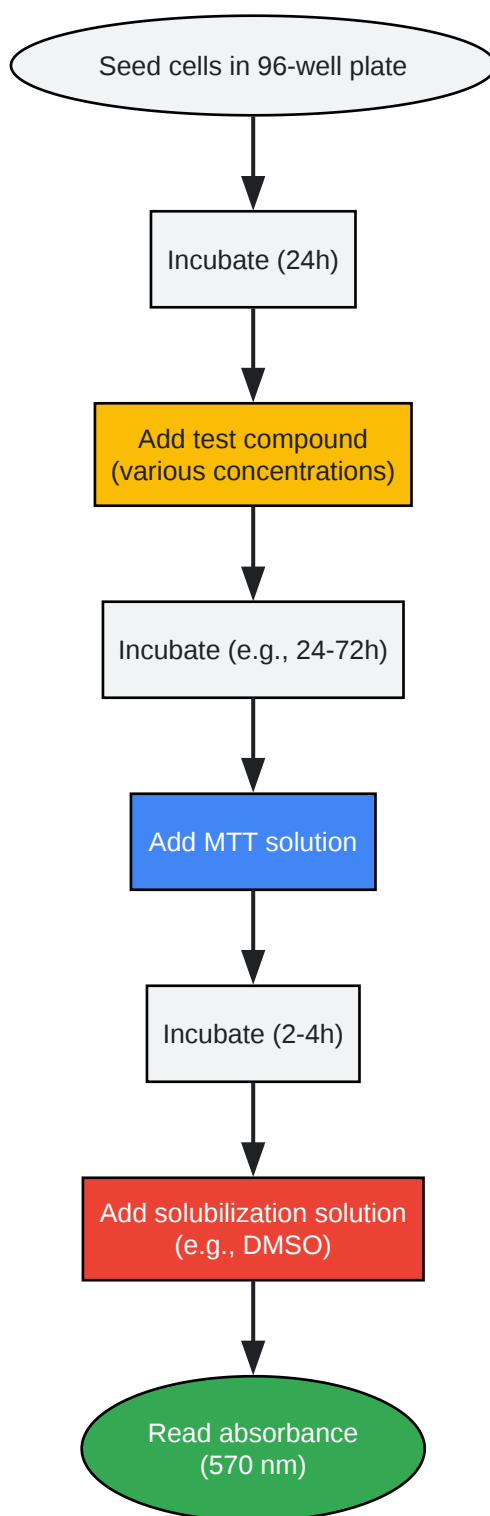 Seed cells in 96-well plate
Incubate (24h)
Add test compound
(various concentrations)
Incubate (e.g., 24-72h)
Add MTT solution
Incubate (2-4h)
Add solubilization solution
(e.g., DMSO)
Read absorbance
(570 nm)